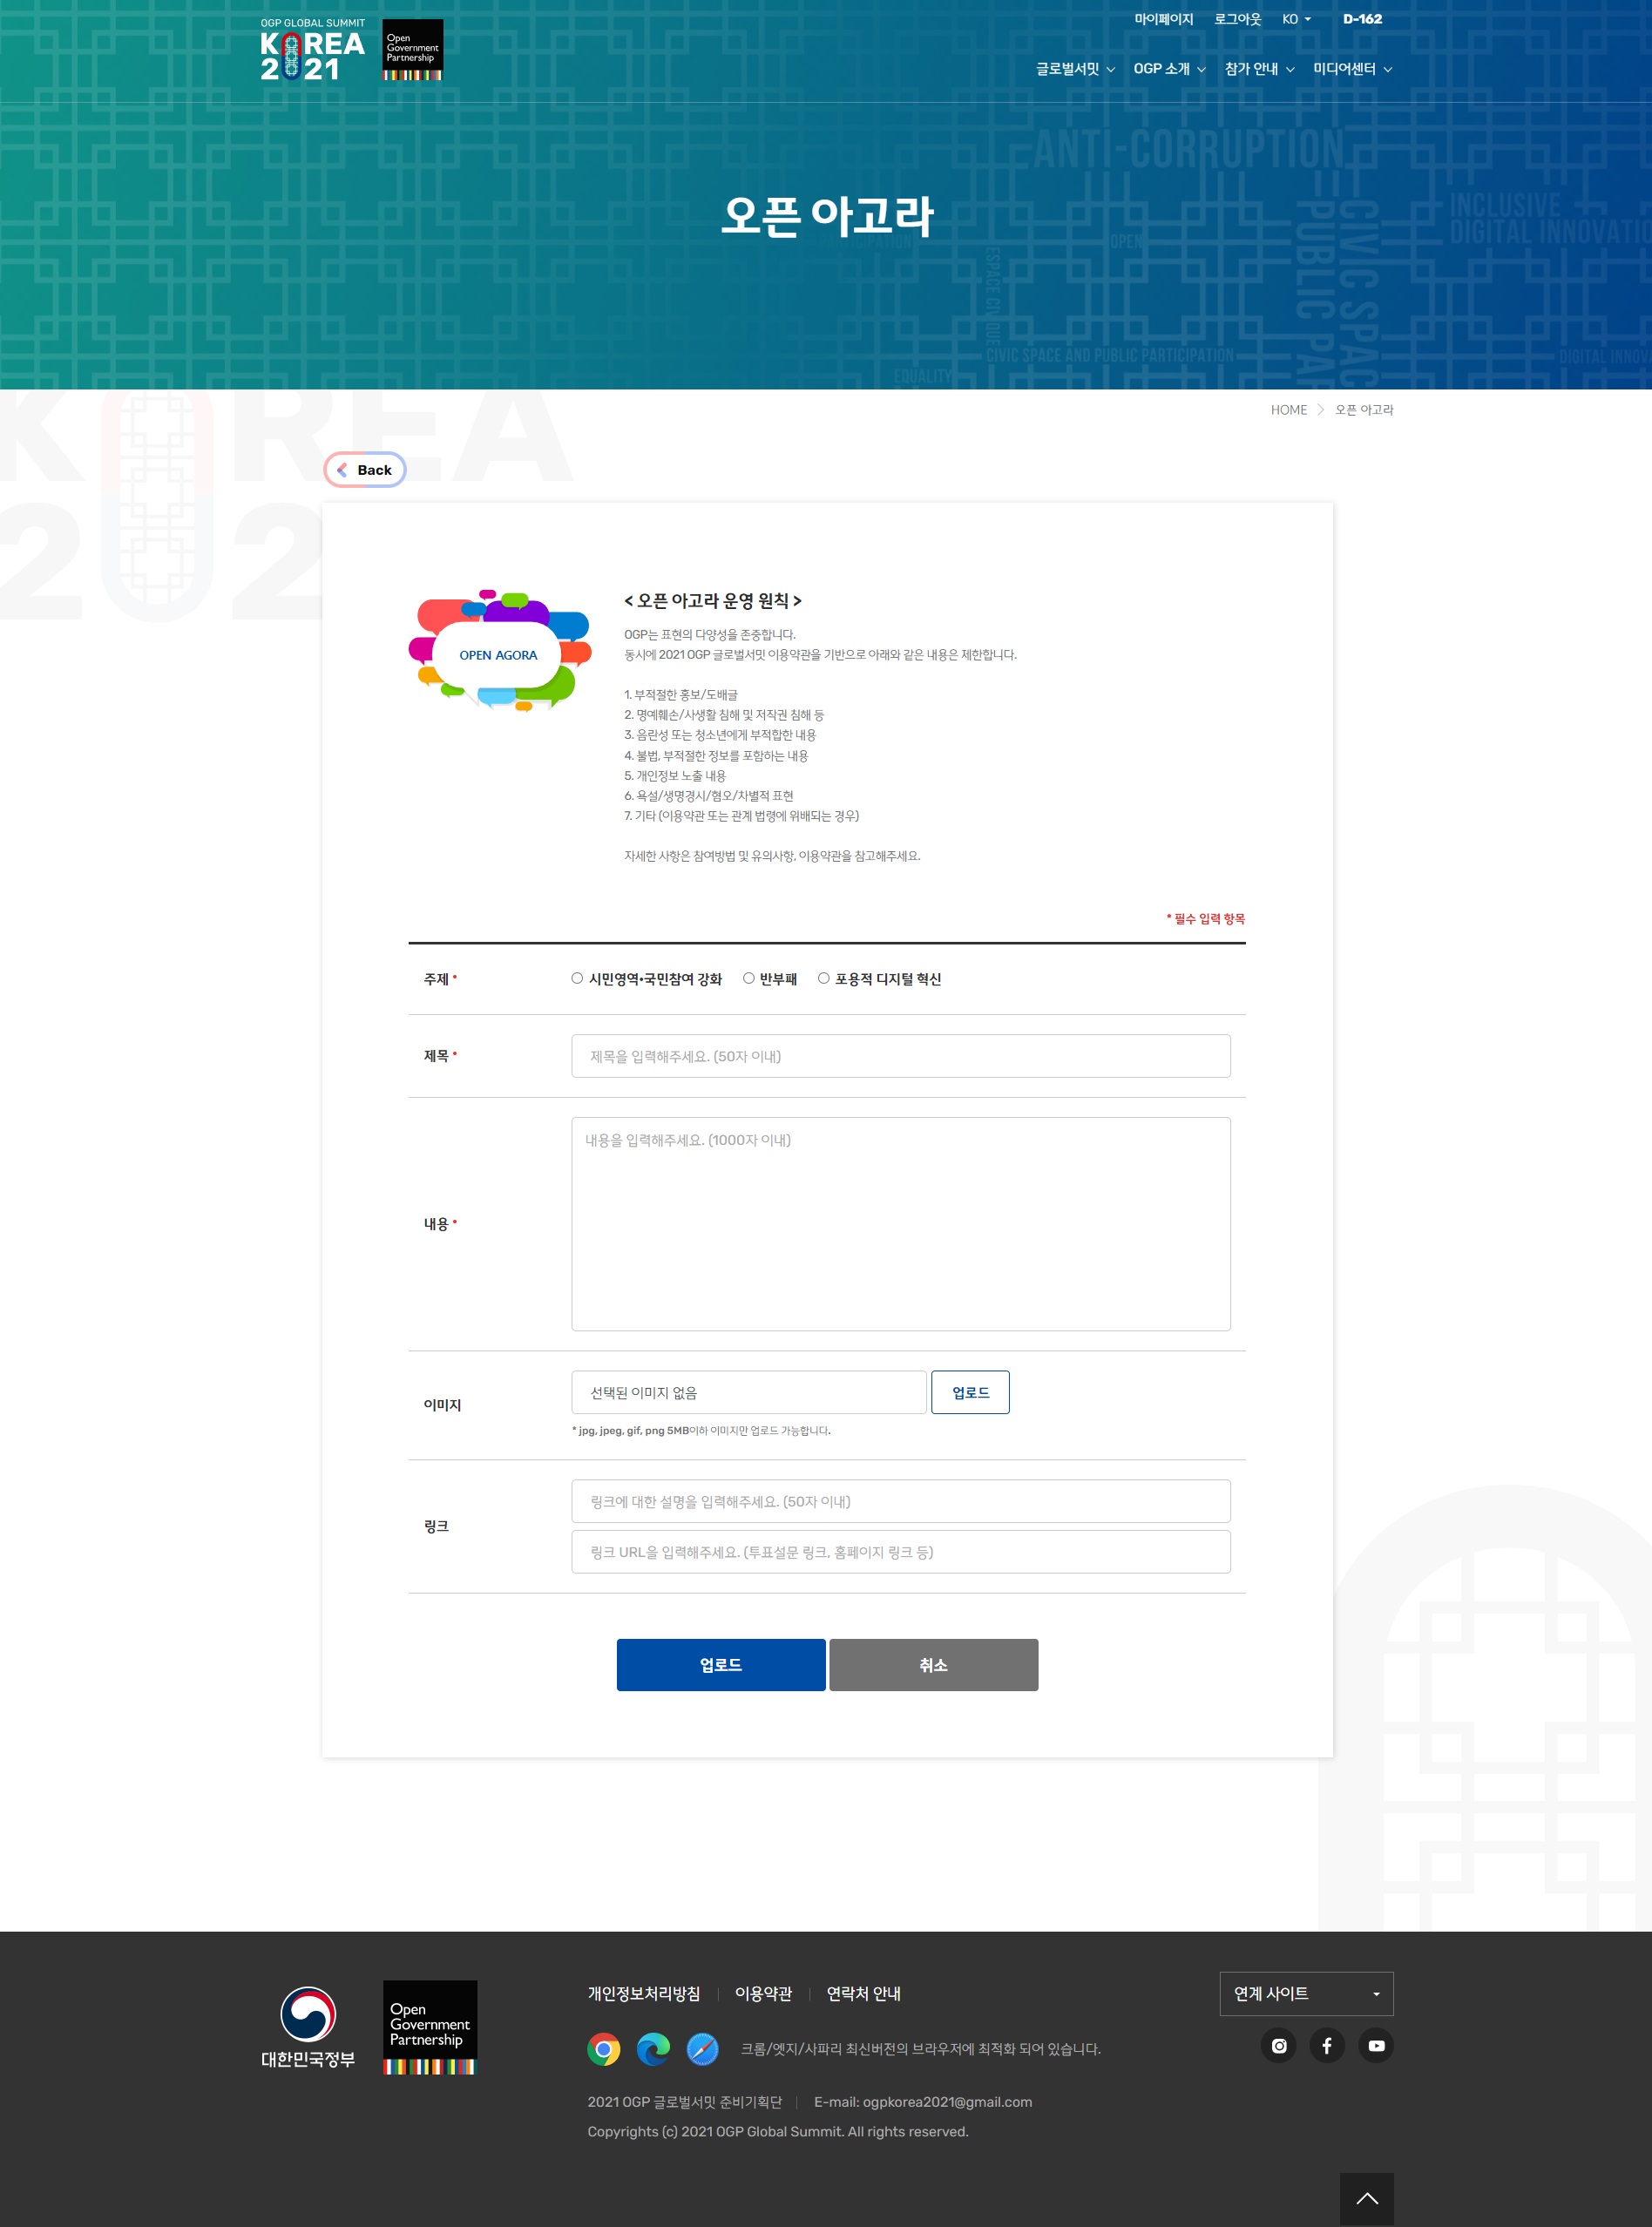 OGP GLOBAL SUMMIT
KOREA
2021
Open
Government
Partnership
마이페이지 로그아웃 KO D-162
글로벌서밋 OGP 소개 참가 안내 미디어센터
ANTI-CORRUPTION
INCLUSIVE
DIGITAL INNOVATIO
오픈 아고라
OPEN
CIVIC SPACE AND PUBLIC PARTICIPATION
EQUALITY
DIGITAL INNOVA
HOME 오픈 아고라
KOREA
202
Back
OPEN AGORA
< 오픈 아고라 운영 원칙 >
OGP는 표현의 다양성을 존중합니다.
동시에 2021 OGP 글로벌서밋 이용약관을 기반으로 아래와 같은 내용은 제한합니다.
1. 부적절한 홍보/도배글
2. 명예훼손/사생활 침해 및 저작권 침해 등
3. 음란성 또는 청소년에게 부적합한 내용
4. 불법, 부적절한 정보를 포함하는 내용
5. 개인정보 노출 내용
6. 욕설/생명경시/혐오/차별적 표현
7. 기타 (이용약관 또는 관계 법령에 위배되는 경우)
자세한 사항은 참여방법 및 유의사항, 이용약관을 참고해주세요.
* 필수 입력 항목
주제 * 시민영역•국민참여 강화 반부패 포용적 디지털 혁신
제목 * 제목을 입력해주세요. (50자 이내)
내용 * 내용을 입력해주세요. (1000자 이내)
이미지 선택된 이미지 없음 업로드
* jpg, jpeg, gif, png 5MB이하 이미지만 업로드 가능합니다.
링크 링크에 대한 설명을 입력해주세요. (50자 이내)
링크 URL을 입력해주세요. (투표설문 링크, 홈페이지 링크 등)
업로드 취소
대한민국정부
Open
Government
Partnership
개인정보처리방침 이용약관 연락처 안내
연계 사이트
크롬/엣지/사파리 최신버전의 브라우저에 최적화 되어 있습니다.
2021 OGP 글로벌서밋 준비기획단 E-mail: ogpkorea2021@gmail.com
Copyrights (c) 2021 OGP Global Summit. All rights reserved.